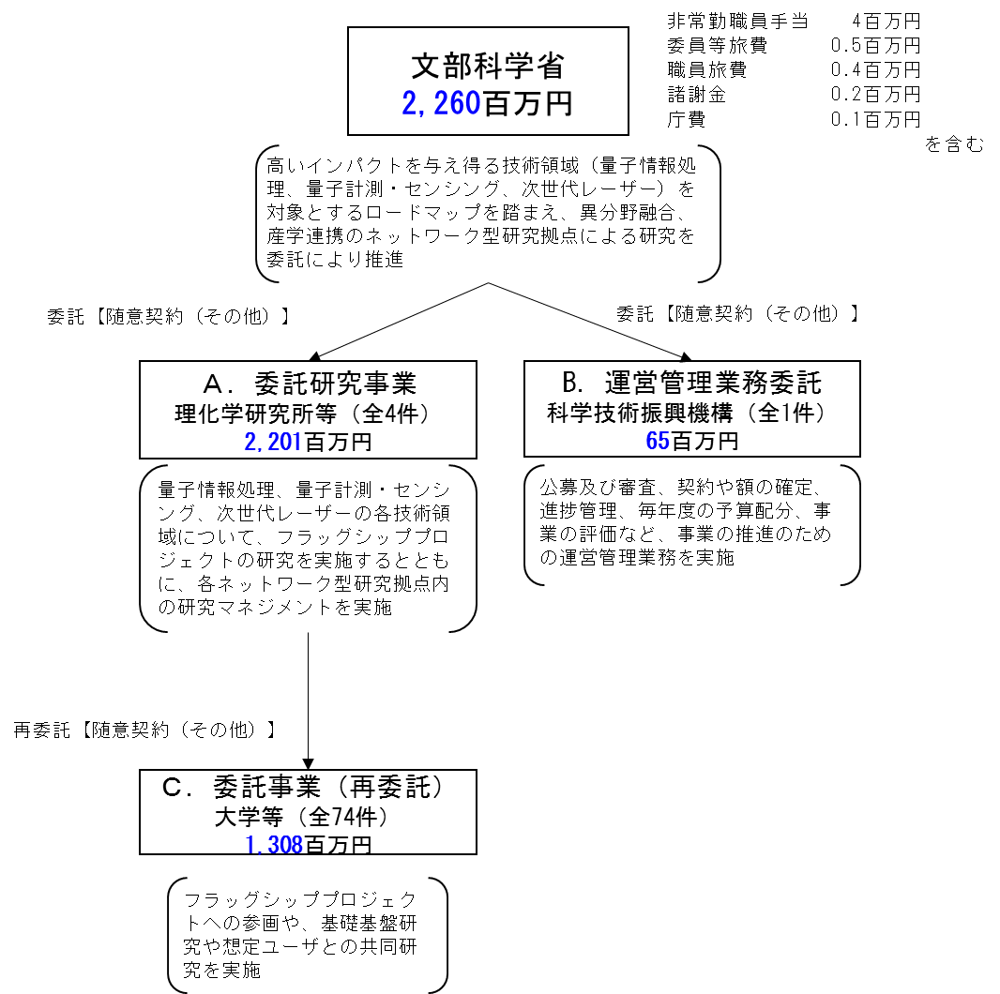 文部科学省
2,260百万円
非常勤職員手当 4百万円
委員等旅費 0.5百万円
職員旅費 0.4百万円
諸謝金 0.2百万円
庁費 0.1百万円
を含む
高いインパクトを与え得る技術領域（量子情報処
理、量子計測・センシング、次世代レーザー）を
対象とするロードマップを踏まえ、異分野融合、
産学連携のネットワーク型研究拠点による研究を
委託により推進
委託【随意契約（その他）】
委託【随意契約（その他）】
Ａ．委託研究事業
理化学研究所等（全4件）
2,201百万円
B. 運営管理業務委託
科学技術振興機構（全1件）
65百万円
量子情報処理、量子計測・センシ
ング、次世代レーザーの各技術領
域について、フラッグシッププロ
ジェクトの研究を実施するととも
に、各ネットワーク型研究拠点内
の研究マネジメントを実施
公募及び審査、契約や額の確定、
進捗管理、毎年度の予算配分、事
業の評価など、事業の推進のため
の運営管理業務を実施
再委託【随意契約（その他）】
Ｃ．委託事業（再委託）
大学等（全74件）
1,308百万円
フラッグシッププロジェク
トへの参画や、基礎基盤研
究や想定ユーザとの共同研
究を実施